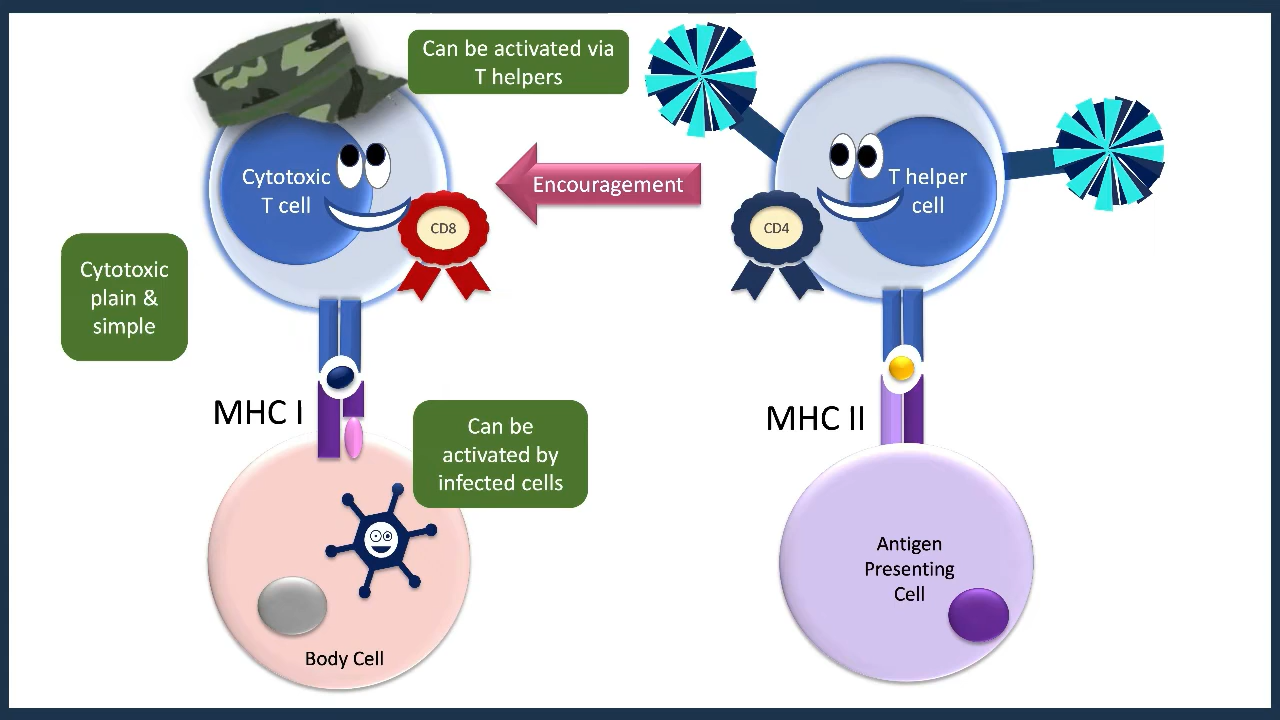 Can be activated via
T helpers
Cytotoxic
T cell
Encouragement
T helper
cell
CD8
CD4
Cytotoxic
plain &
simple
MHC I
MHC II
Can be
activated by
infected cells
Antigen
Presenting
Cell
Body Cell